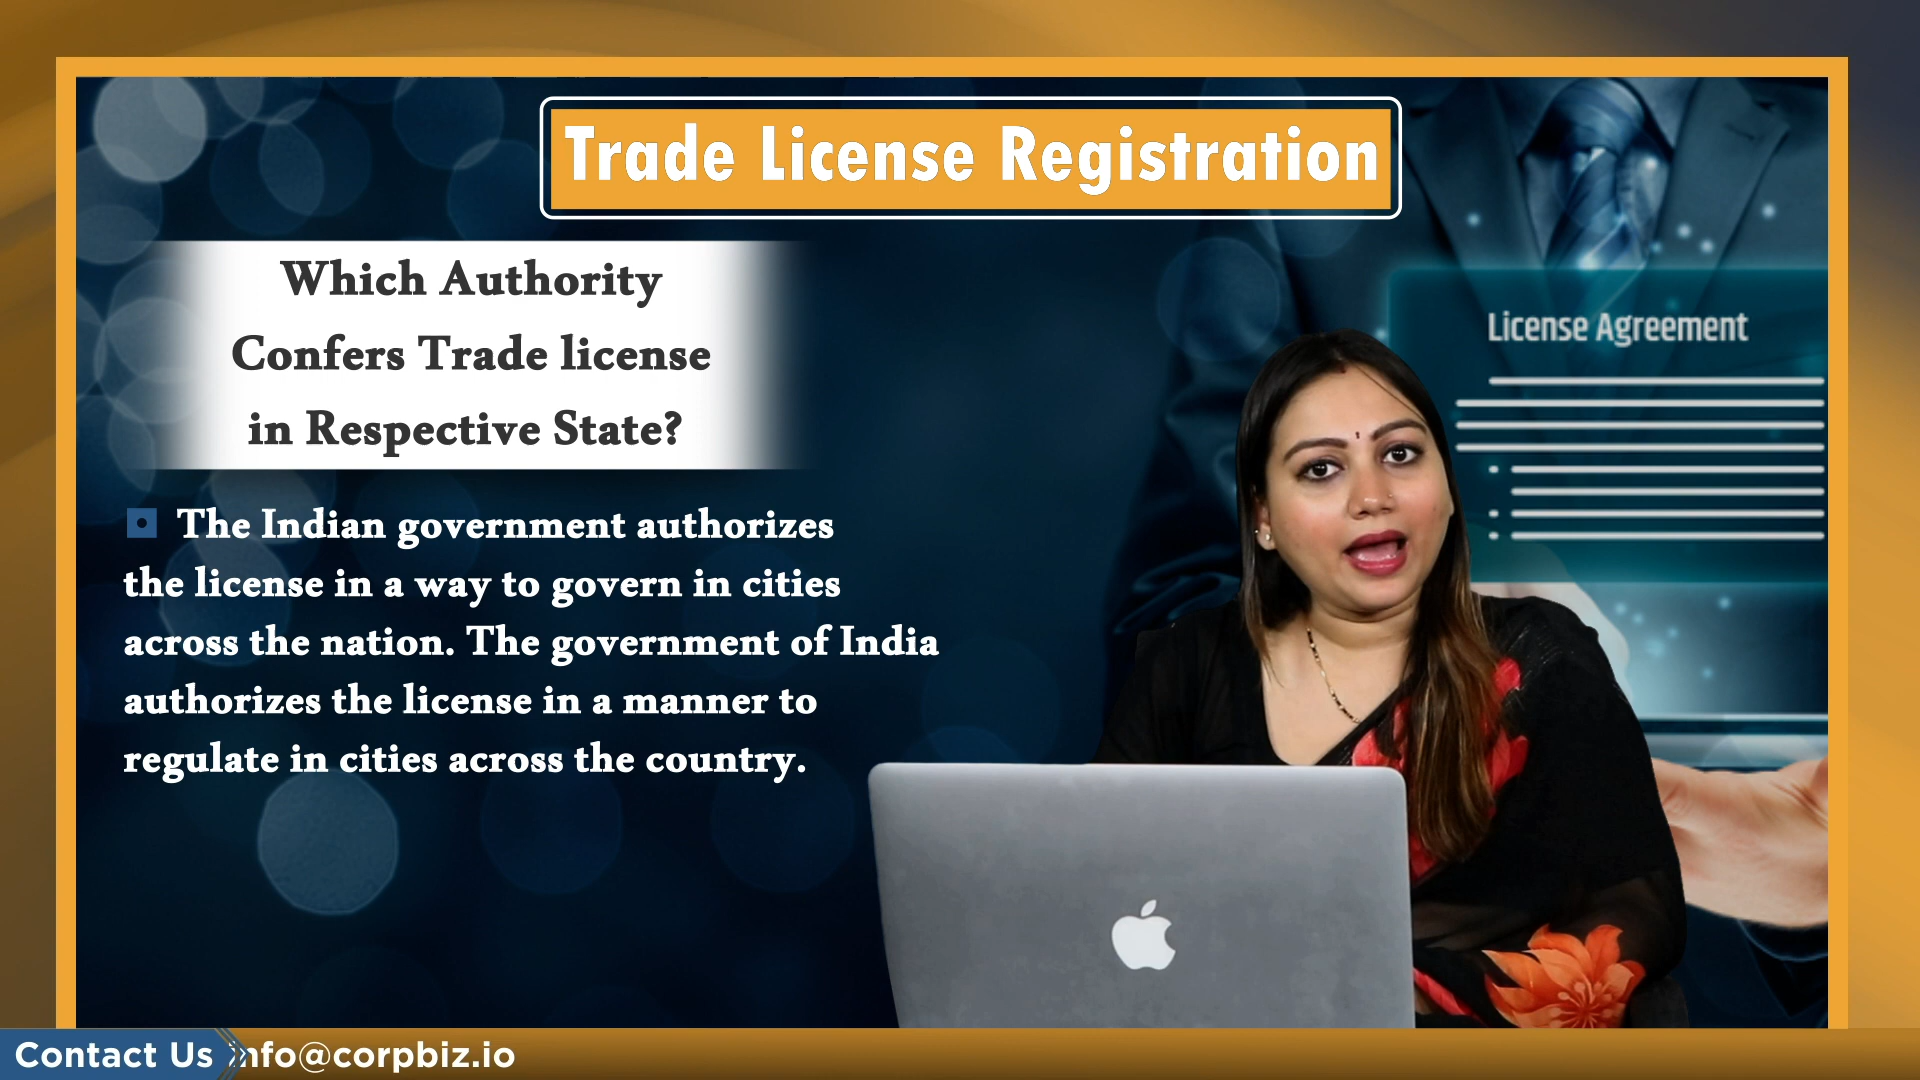 Trade License Registration
Which Authority
Confers Trade license
in Respective State?
License Agreement
The Indian government authorizes
the license in a way to govern in cities
across the nation. The government of India
authorizes the license in a manner to
regulate in cities across the country.
Contact Us info@corpbiz.io